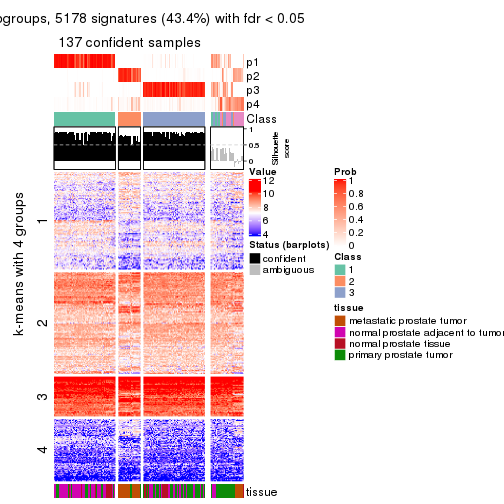 ogroups, 5178 signatures (43.4%) with fdr < 0.05
137 confident samples
p1
p2
p3
p4
Class
1
0.5
0
Silhouette
score
k-means with 4 groups
1
2
3
4
tissue
Value
12
10
8
6
4
Status (barplots)
confident
ambiguous
Prob
1
0.8
0.6
0.4
0.2
0
Class
1
2
3
tissue
metastatic prostate tumor
normal prostate adjacent to tumor
normal prostate tissue
primary prostate tumor